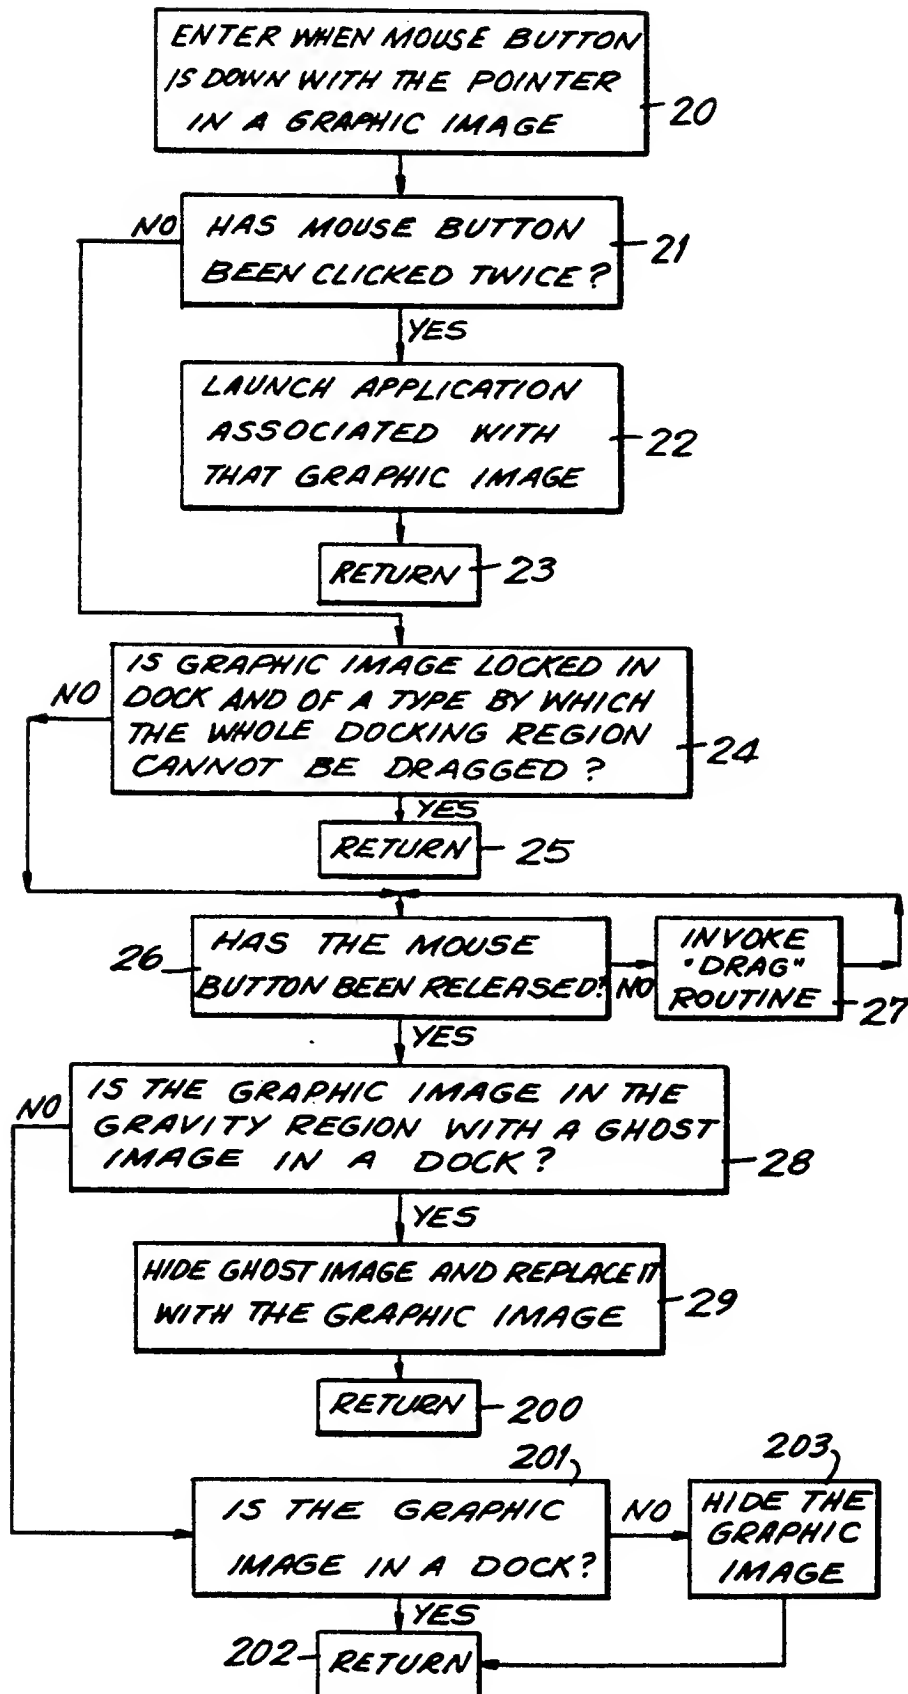 ENTER WHEN MOUSE BUTTON
IS DOWN WITH THE POINTER
IN A GRAPHIC IMAGE
20
NO
HAS MOUSE BUTTON
BEEN CLICKED TWICE?
21
YES
LAUNCH APPLICATION
ASSOCIATED WITH
THAT GRAPHIC IMAGE
22
RETURN
23
IS GRAPHIC IMAGE LOCKED IN
DOCK AND OF A TYPE BY WHICH
THE WHOLE DOCKING REGION
CANNOT BE DRAGGED?
NO
24
YES
RETURN
25
26
HAS THE MOUSE
BUTTON BEEN RELEASED?
NO
INVOKE
"DRAG"
ROUTINE
27
YES
IS THE GRAPHIC IMAGE IN THE
GRAVITY REGION WITH A GHOST
IMAGE IN A DOCK?
NO
28
YES
HIDE GHOST IMAGE AND REPLACE IT
WITH THE GRAPHIC IMAGE
29
RETURN
200
201
IS THE GRAPHIC
IMAGE IN A DOCK?
NO
203
HIDE THE
GRAPHIC
IMAGE
YES
202
RETURN